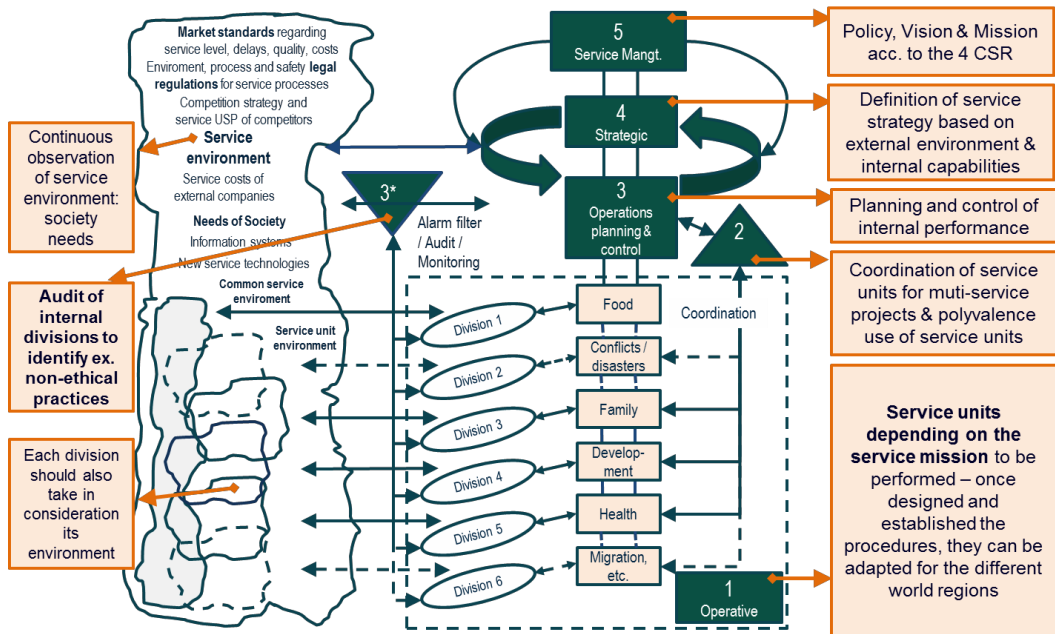 Market standards regarding
service level, delays, quality, costs
Enviroment, process and safety legal
regulations for service processes
Competition strategy and
service USP of competitors
Service
environment
Service costs of
external companies
Needs of Society
Information systems
New service technologies
Common service
enviroment
Service unit
environment
Continuous
observation
of service
environment:
society
needs
Audit of
internal
divisions to
identify ex.
non-ethical
practices
Each division
should also
take in
consideration
its
environment
3*
Alarm filter
/ Audit /
Monitoring
Division 1
Division 2
Division 3
Division 4
Division 5
Division 6
5
Service Mangt.
4
Strategic
3
Operations
planning &
control
2
Coordination
Food
Conflicts /
disasters
Family
Develop-
ment
Health
Migration,
etc.
1
Operative
Policy, Vision & Mission
acc. to the 4 CSR
Definition of service
strategy based on
external environment &
internal capabilities
Planning and control of
internal performance
Coordination of service
units for muti-service
projects & polyvalence
use of service units
Service units
depending on the
service mission to be
performed – once
designed and
established the
procedures, they can be
adapted for the different
world regions